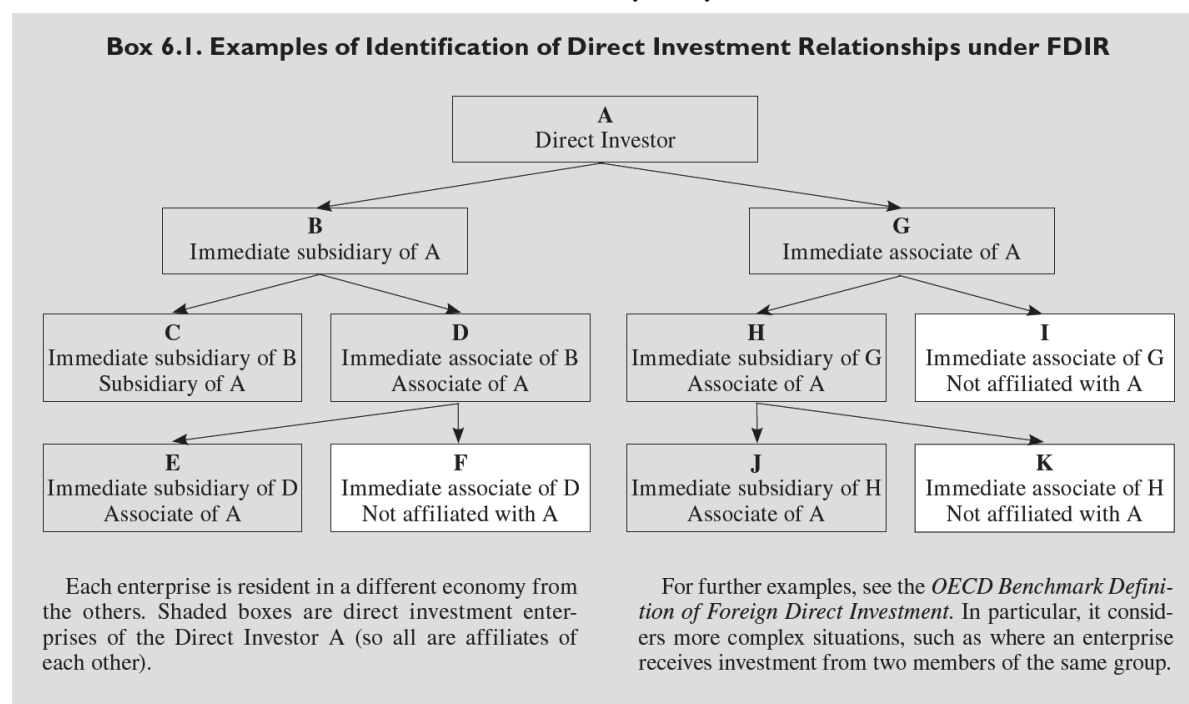 Box 6.1. Examples of Identification of Direct Investment Relationships under FDIR
A
Direct Investor
B
Immediate subsidiary of A
G
Immediate associate of A
C
Immediate subsidiary of B
Subsidiary of A
D
Immediate associate of B
Associate of A
H
Immediate subsidiary of G
Associate of A
I
Immediate associate of G
Not affiliated with A
E
Immediate subsidiary of D
Associate of A
F
Immediate associate of D
Not affiliated with A
J
Immediate subsidiary of H
Associate of A
K
Immediate associate of H
Not affiliated with A
Each enterprise is resident in a different economy from
the others. Shaded boxes are direct investment enter-
prises of the Direct Investor A (so all are affiliates of
each other).
For further examples, see the OECD Benchmark Defini-
tion of Foreign Direct Investment. In particular, it consid-
ers more complex situations, such as where an enterprise
receives investment from two members of the same group.